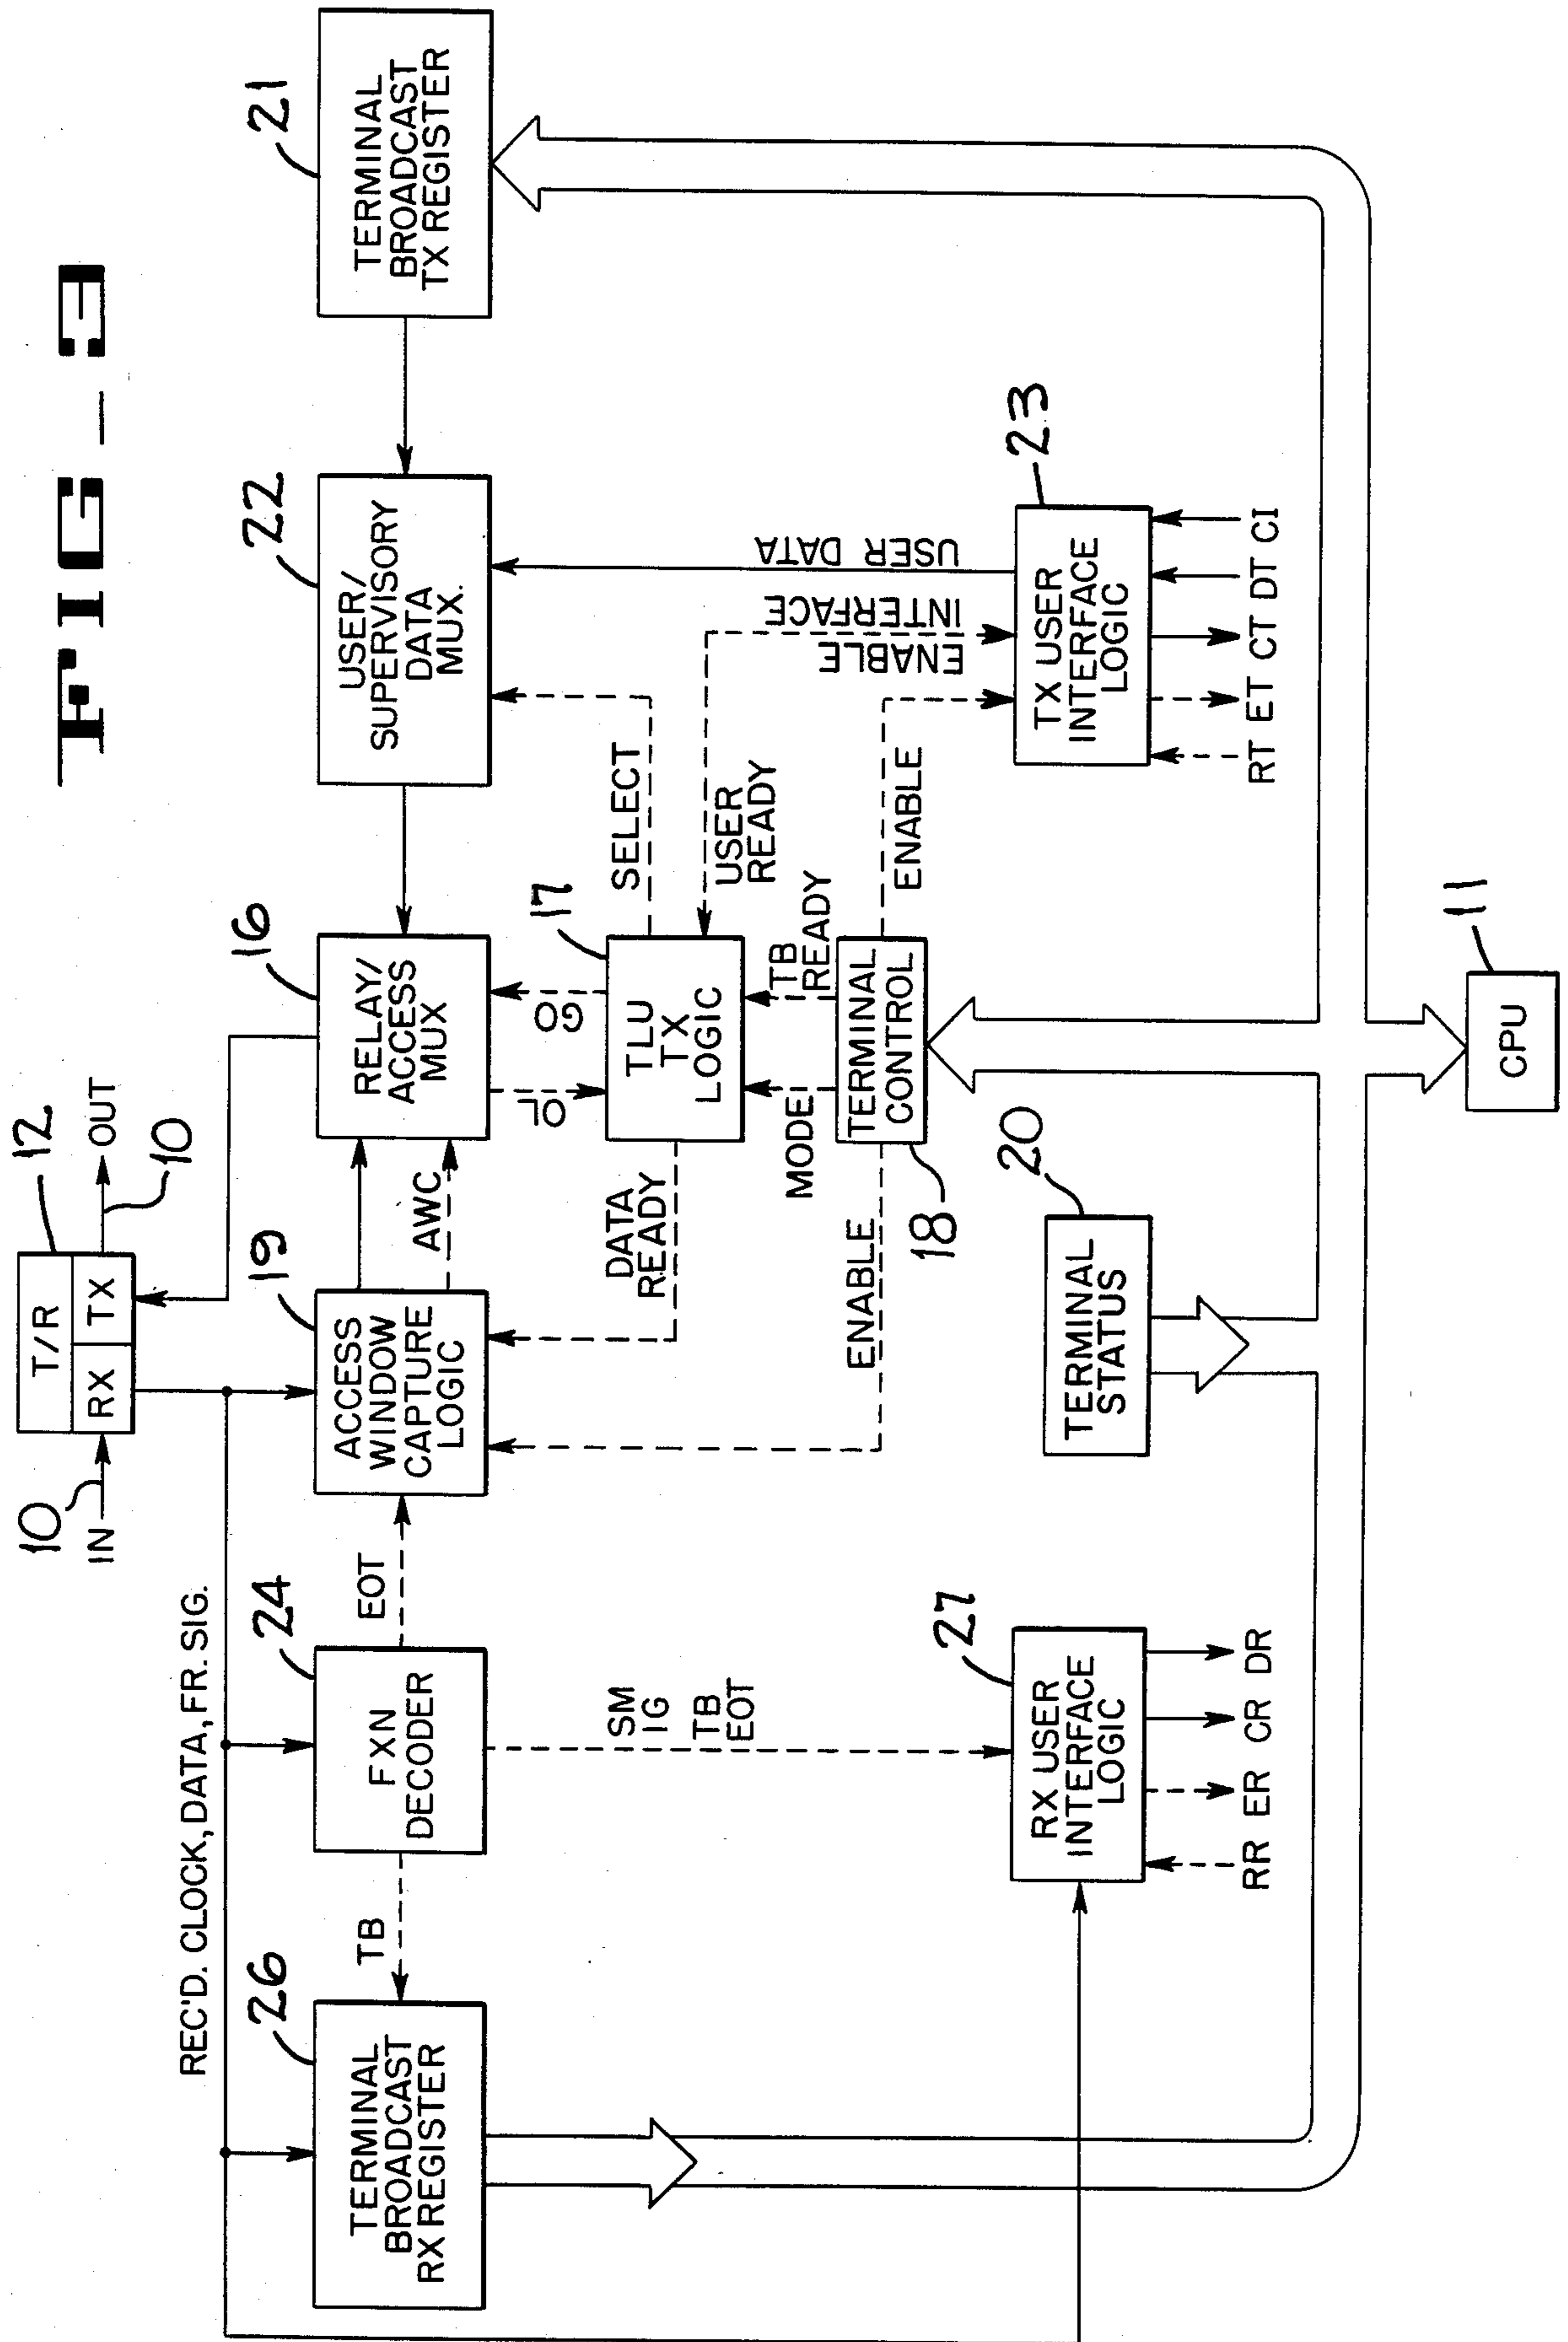 FIG_3
10
IN
T/R
RX
TX
12
OUT
10
REC'D. CLOCK, DATA, FR. SIG.
26
TERMINAL
BROADCAST
RX REGISTER
TB
24
FXN
DECODER
EOT
19
ACCESS
WINDOW
CAPTURE
LOGIC
AWC
16
RELAY/
ACCESS
MUX
22
USER/
SUPERVISORY
DATA
MUX.
21
TERMINAL
BROADCAST
TX REGISTER
SM
IG
TB
EOT
DATA
READY
OL
GO
17
TLU
TX
LOGIC
SELECT
USER
READY
ENABLE
INTERFACE
USER DATA
MODE
TB
READY
ENABLE
18
TERMINAL
CONTROL
ENABLE
27
RX USER
INTERFACE
LOGIC
RR ER CR DR
20
TERMINAL
STATUS
23
TX USER
INTERFACE
LOGIC
RT ET CT DT CI
11
CPU